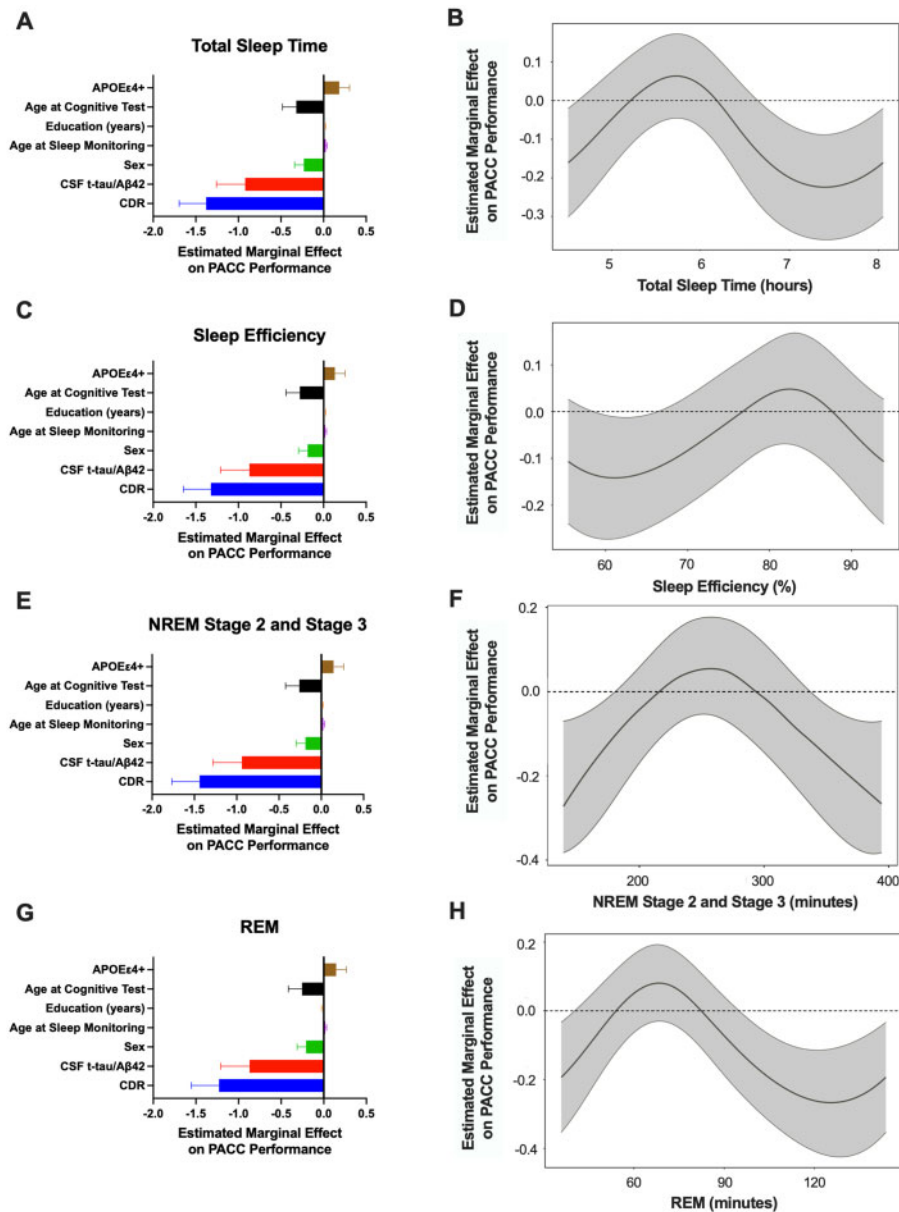 A
Total Sleep Time
APOEε4+
Age at Cognitive Test
Education (years)
Age at Sleep Monitoring
Sex
CSF t-tau/Aβ42
CDR
-2.0 -1.5 -1.0 -0.5 0.0 0.5
Estimated Marginal Effect
on PACC Performance
B
Estimated Marginal Effect
on PACC Performance
0.1
0.0
-0.1
-0.2
-0.3
5 6 7 8
Total Sleep Time (hours)
C
Sleep Efficiency
APOEε4+
Age at Cognitive Test
Education (years)
Age at Sleep Monitoring
Sex
CSF t-tau/Aβ42
CDR
-2.0 -1.5 -1.0 -0.5 0.0 0.5
Estimated Marginal Effect
on PACC Performance
D
Estimated Marginal Effect
on PACC Performance
0.1
0.0
-0.1
-0.2
60 70 80 90
Sleep Efficiency (%)
E
NREM Stage 2 and Stage 3
APOEε4+
Age at Cognitive Test
Education (years)
Age at Sleep Monitoring
Sex
CSF t-tau/Aβ42
CDR
-2.0 -1.5 -1.0 -0.5 0.0 0.5
Estimated Marginal Effect
on PACC Performance
F
Estimated Marginal Effect
on PACC Performance
0.2
0.0
-0.2
-0.4
200 300 400
NREM Stage 2 and Stage 3 (minutes)
G
REM
APOEε4+
Age at Cognitive Test
Education (years)
Age at Sleep Monitoring
Sex
CSF t-tau/Aβ42
CDR
-2.0 -1.5 -1.0 -0.5 0.0 0.5
Estimated Marginal Effect
on PACC Performance
H
Estimated Marginal Effect
on PACC Performance
0.2
0.0
-0.2
-0.4
60 90 120
REM (minutes)